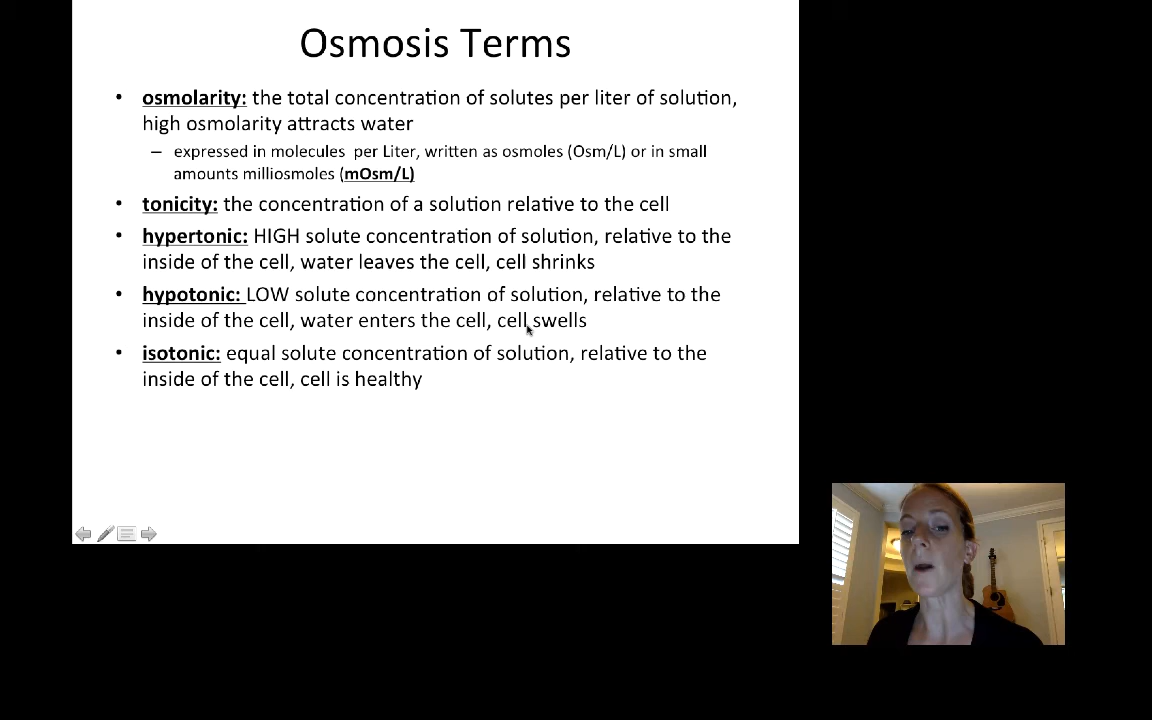 Osmosis Terms
• osmolarity: the total concentration of solutes per liter of solution,
high osmolarity attracts water
– expressed in molecules per Liter, written as osmoles (Osm/L) or in small
amounts milliosmoles (mOsm/L)
• tonicity: the concentration of a solution relative to the cell
• hypertonic: HIGH solute concentration of solution, relative to the
inside of the cell, water leaves the cell, cell shrinks
• hypotonic: LOW solute concentration of solution, relative to the
inside of the cell, water enters the cell, cell swells
• isotonic: equal solute concentration of solution, relative to the
inside of the cell, cell is healthy